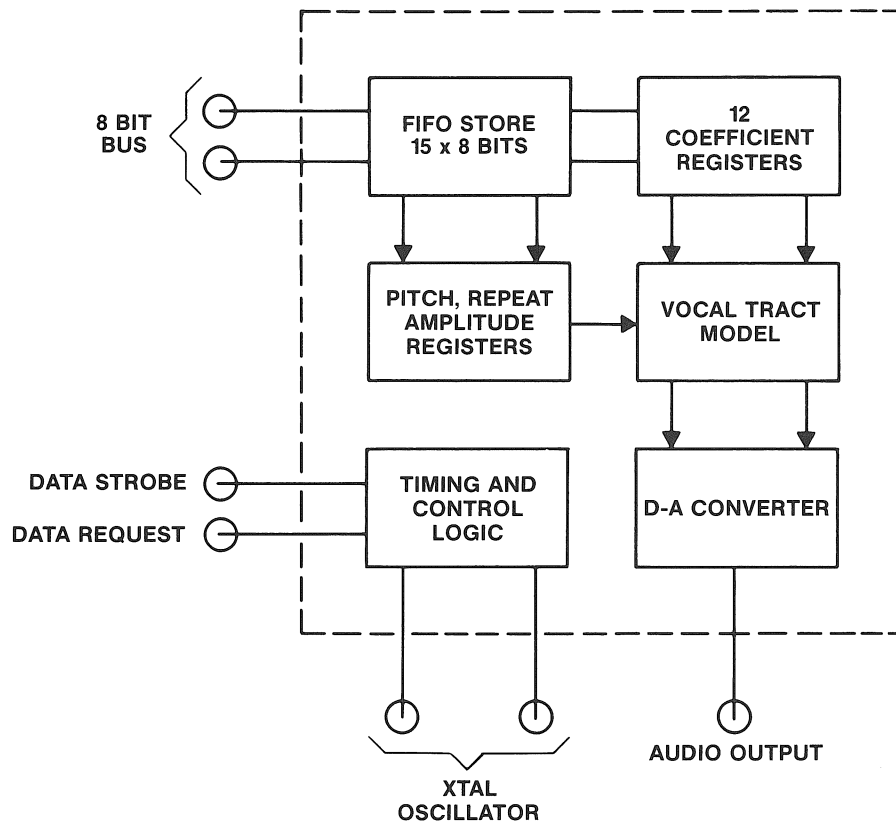 8 BIT
BUS
FIFO STORE
15 x 8 BITS
12
COEFFICIENT
REGISTERS
PITCH, REPEAT
AMPLITUDE
REGISTERS
VOCAL TRACT
MODEL
DATA STROBE
DATA REQUEST
TIMING AND
CONTROL
LOGIC
D-A CONVERTER
XTAL
OSCILLATOR
AUDIO OUTPUT